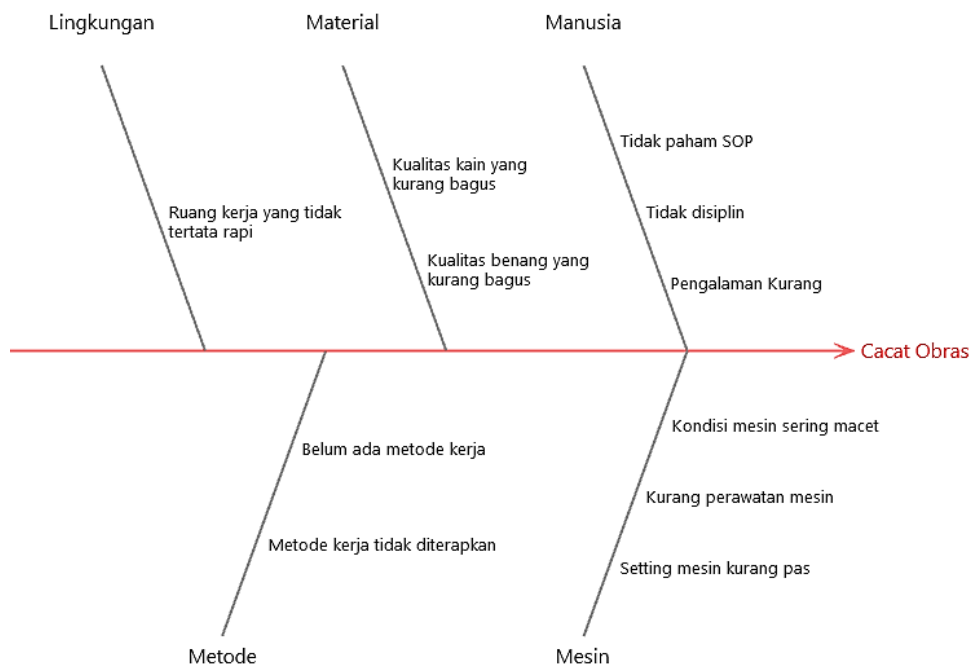 Lingkungan
Material
Manusia
Tidak paham SOP
Kualitas kain yang
kurang bagus
Ruang kerja yang tidak
tertata rapi
Tidak disiplin
Kualitas benang yang
kurang bagus
Pengalaman Kurang
Cacat Obras
Kondisi mesin sering macet
Belum ada metode kerja
Kurang perawatan mesin
Metode kerja tidak diterapkan
Setting mesin kurang pas
Metode
Mesin